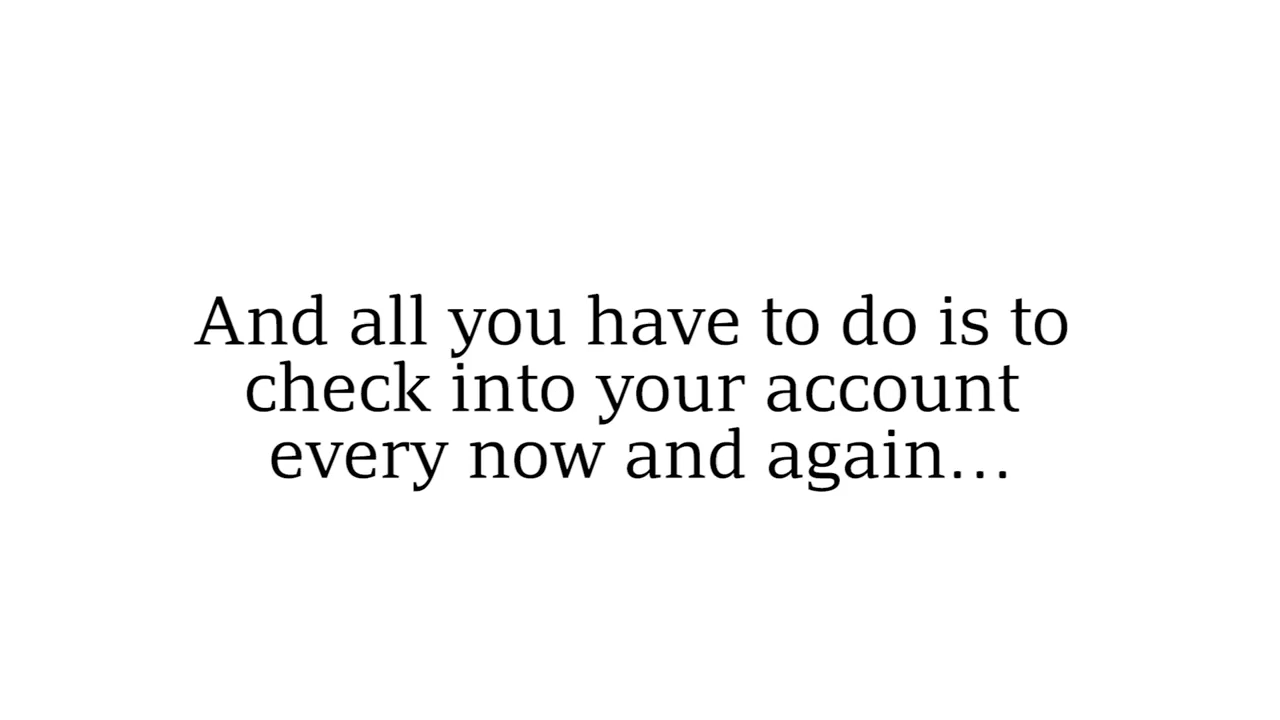 And all you have to do is to
check into your account
every now and again…